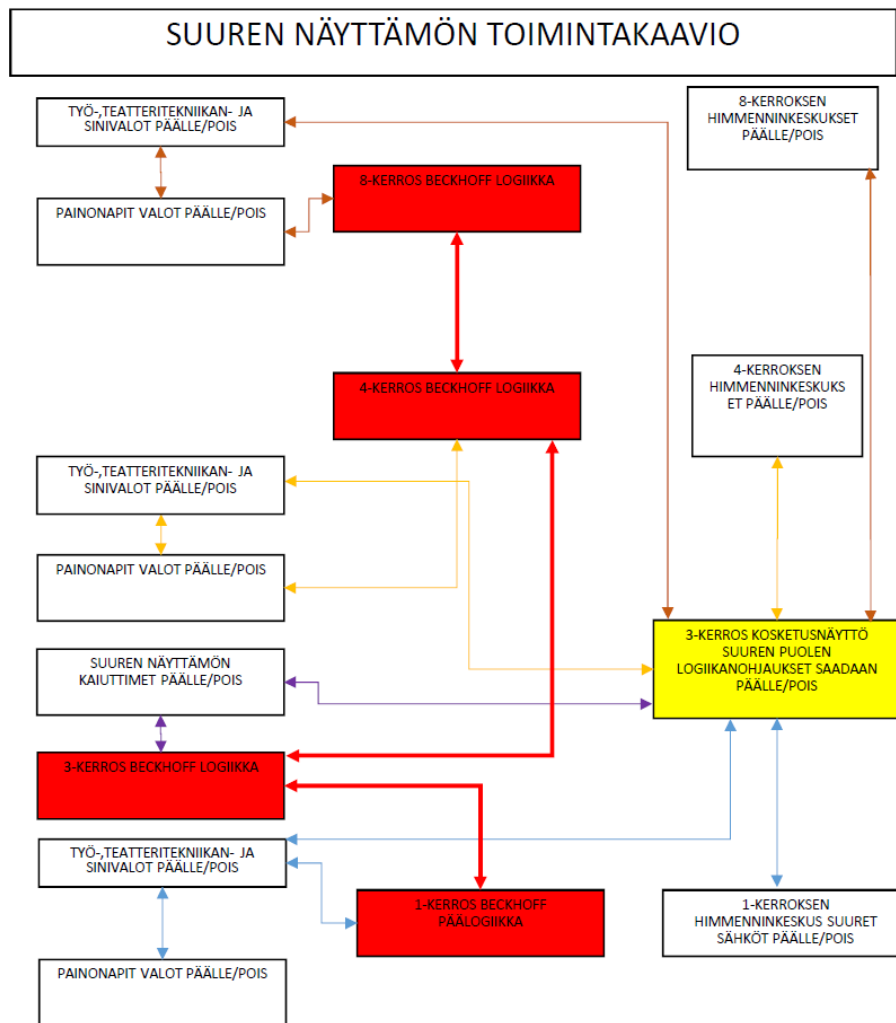 SUUREN NÄYTTÄMÖN TOIMINTAKAAVIO
TYÖ-,TEATTERITEKIIKAN- JA
SINIVALOT PÄÄLLE/POIS
8-KERROKSEN
HIMMENNINKESKUKSET
PÄÄLLE/POIS
8-KERROS BECKHOFF LOGIIKKA
PAINONAPIT VALOT PÄÄLLE/POIS
4-KERROKSEN
HIMMENNINKESKUKS
ET PÄÄLLE/POIS
4-KERROS BECKHOFF LOGIIKKA
TYÖ-,TEATTERITEKIIKAN- JA
SINIVALOT PÄÄLLE/POIS
PAINONAPIT VALOT PÄÄLLE/POIS
3-KERROS KOSKETUSNÄYTTÖ
SUUREN PUOLEN
LOGIIKANOHJAUKSET SAADAAN
PÄÄLLE/POIS
SUUREN NÄYTTÄMÖN
KAIUTTIMET PÄÄLLE/POIS
3-KERROS BECKHOFF LOGIIKKA
TYÖ-,TEATTERITEKNIIKAN- JA
SINIVALOT PÄÄLLE/POIS
1-KERROS BECKHOFF
PÄÄLOGIIKKA
1-KERROKSEN
HIMMENNINKESKUS SUURET
SÄHKÖT PÄÄLLE/POIS
PAINONAPIT VALOT PÄÄLLE/POIS